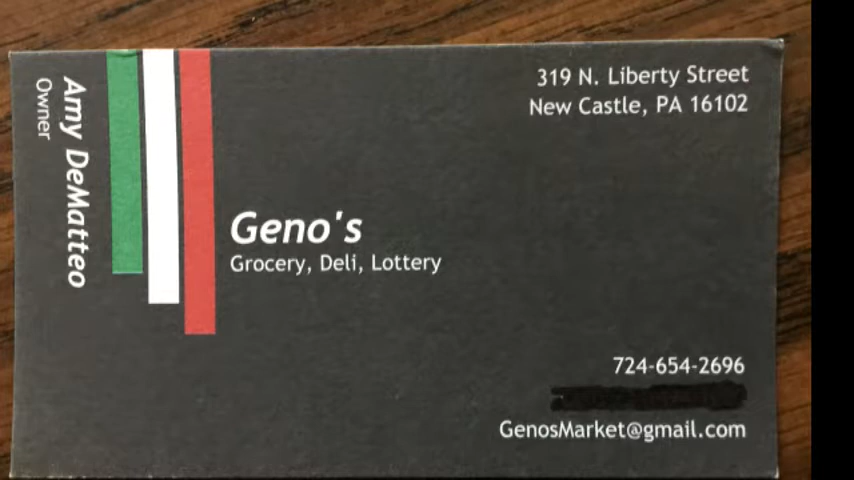 Amy DeMatteo
Owner
319 N. Liberty Street
New Castle, PA 16102
Geno's
Grocery, Deli, Lottery
724-654-2696
GenosMarket@gmail.com